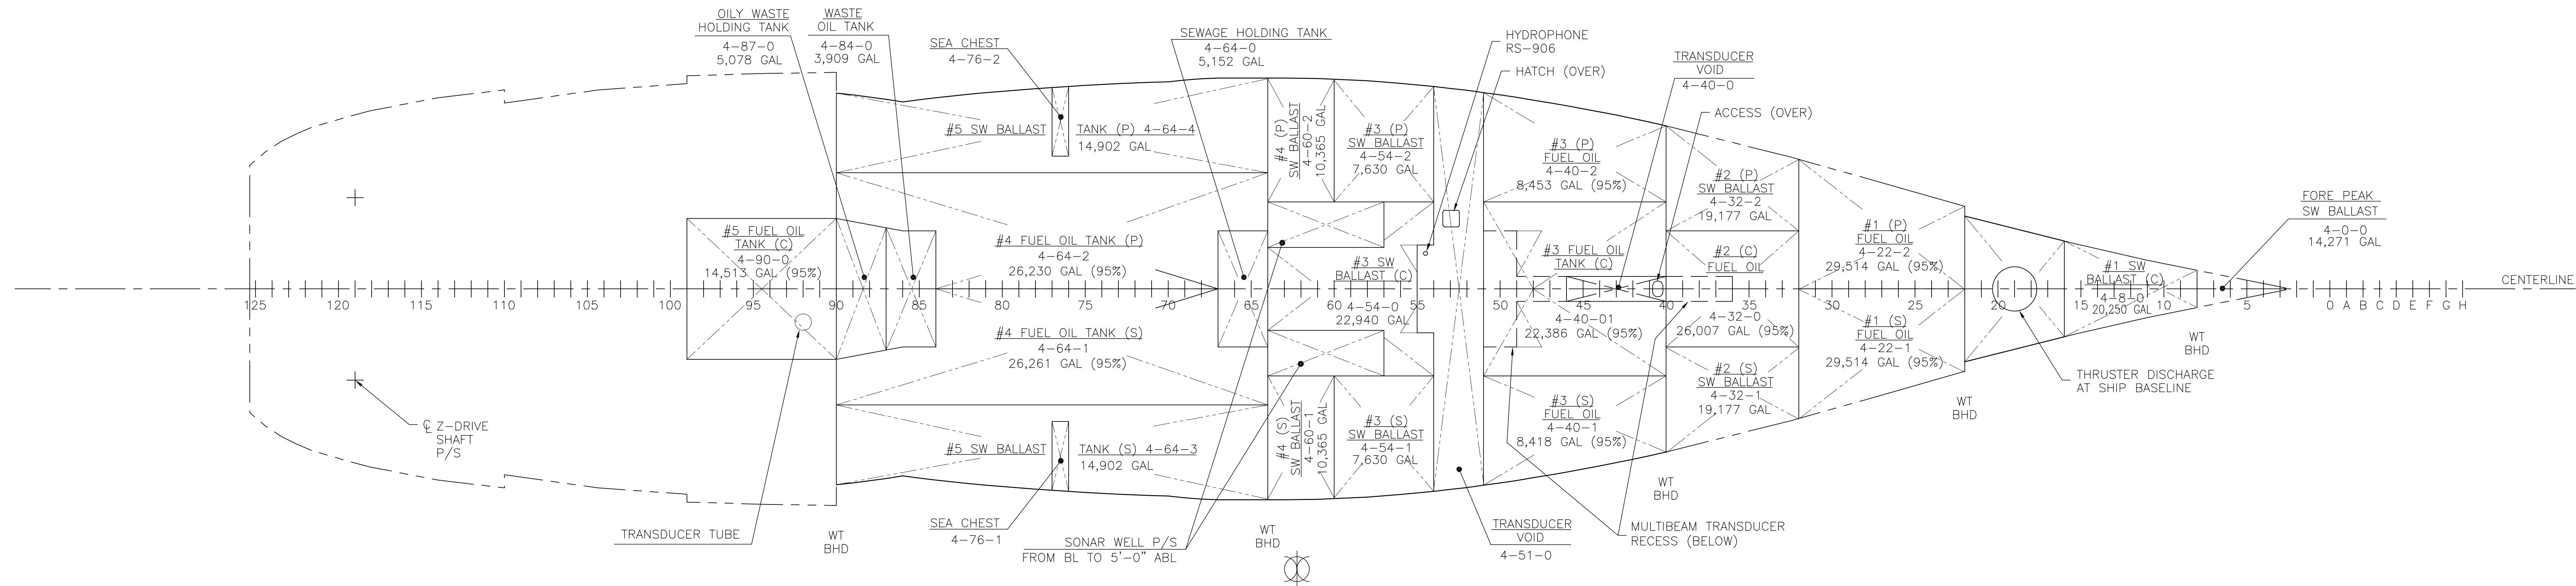 OILY WASTE
HOLDING TANK
4-87-0
5,078 GAL
WASTE
OIL TANK
4-84-0
3,909 GAL
SEA CHEST
4-76-2
SEWAGE HOLDING TANK
4-64-0
5,152 GAL
HYDROPHONE
RS-906
HATCH (OVER)
TRANSDUCER
VOID
4-40-0
ACCESS (OVER)
#5 SW BALLAST TANK (P) 4-64-4
14,902 GAL
#4 (P)
SW BALLAST
4-60-2
10,365 GAL
#3 (P)
SW BALLAST
4-54-2
7,630 GAL
#3 (P)
FUEL OIL
4-40-2
8,453 GAL (95%)
#2 (P)
SW BALLAST
4-32-2
19,177 GAL
#1 (P)
FUEL OIL
4-22-2
29,514 GAL (95%)
FORE PEAK
SW BALLAST
4-0-0
14,271 GAL
#5 FUEL OIL
TANK (C)
4-90-0
14,513 GAL (95%)
#4 FUEL OIL TANK (P)
4-64-2
26,230 GAL (95%)
#3 SW
BALLAST (C)
4-54-0
22,940 GAL
#3 FUEL OIL
TANK (C)
4-40-01
22,386 GAL (95%)
#2 (C)
FUEL OIL
4-32-0
26,007 GAL (95%)
#1 SW
BALLAST (C)
4-8-0
20,250 GAL
CENTERLINE
125 120 115 110 105 100 95 90 85 80 75 70 65 60 55 50 45 40 35 30 25 20 15 10 5 0 A B C D E F G H
#4 FUEL OIL TANK (S)
4-64-1
26,261 GAL (95%)
#1 (S)
FUEL OIL
4-22-1
29,514 GAL (95%)
WT
BHD
#2 (S)
SW BALLAST
4-32-1
19,177 GAL
THRUSTER DISCHARGE
AT SHIP BASELINE
WT
BHD
℄ Z-DRIVE
SHAFT
P/S
#5 SW BALLAST TANK (S) 4-64-3
14,902 GAL
#4 (S)
SW BALLAST
4-60-1
10,365 GAL
#3 (S)
SW BALLAST
4-54-1
7,630 GAL
#3 (S)
FUEL OIL
4-40-1
8,418 GAL (95%)
WT
BHD
TRANSDUCER TUBE
WT
BHD
SEA CHEST
4-76-1
SONAR WELL P/S
FROM BL TO 5'-0" ABL
WT
BHD
TRANSDUCER
VOID
4-51-0
MULTIBEAM TRANSDUCER
RECESS (BELOW)